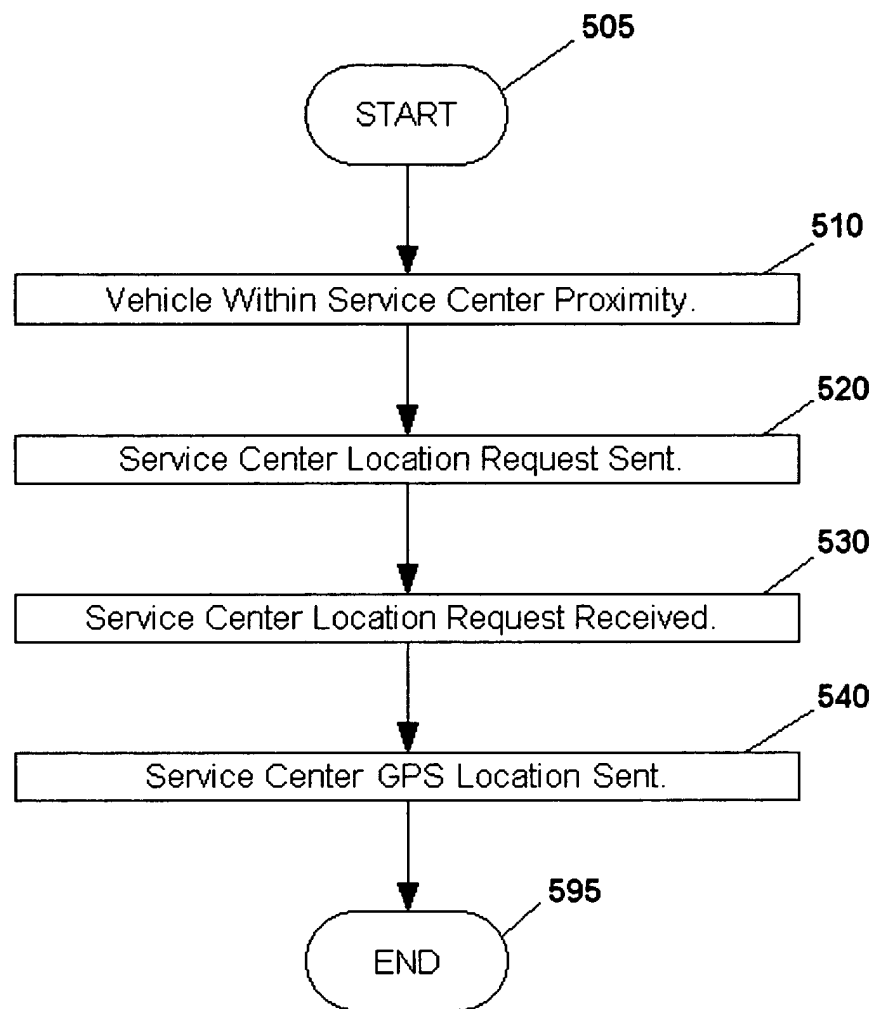 505
START
510
Vehicle Within Service Center Proximity.
520
Service Center Location Request Sent.
530
Service Center Location Request Received.
540
Service Center GPS Location Sent.
595
END